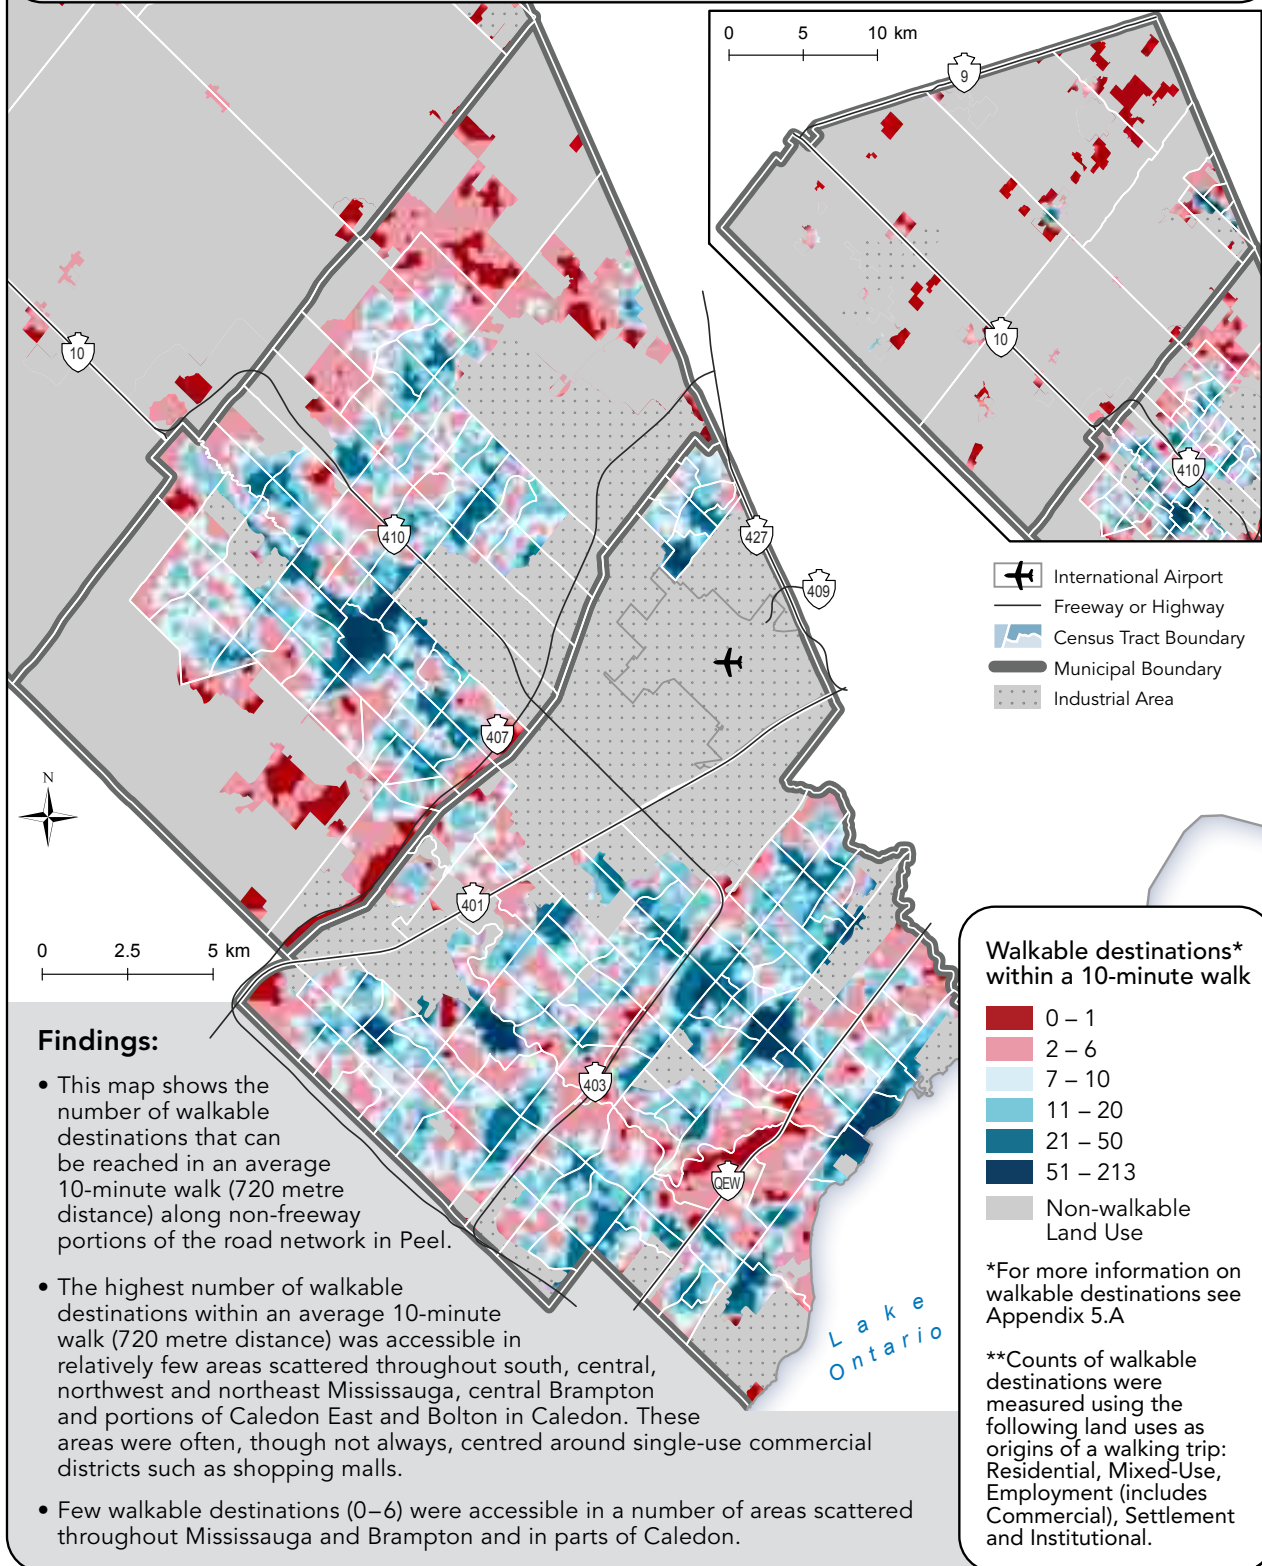 0 5 10 km
9
10
410
10
410
427
409
407
401
403
QEW
N
0 2.5 5 km
International Airport
Freeway or Highway
Census Tract Boundary
Municipal Boundary
Industrial Area
Lake
Ontario
Findings:
• This map shows the
number of walkable
destinations that can
be reached in an average
10-minute walk (720 metre
distance) along non-freeway
portions of the road network in Peel.
• The highest number of walkable
destinations within an average 10-minute
walk (720 metre distance) was accessible in
relatively few areas scattered throughout south, central,
northwest and northeast Mississauga, central Brampton
and portions of Caledon East and Bolton in Caledon. These
areas were often, though not always, centred around single-use commercial
districts such as shopping malls.
• Few walkable destinations (0–6) were accessible in a number of areas scattered
throughout Mississauga and Brampton and in parts of Caledon.
Walkable destinations*
within a 10-minute walk
0 – 1
2 – 6
7 – 10
11 – 20
21 – 50
51 – 213
Non-walkable
Land Use
*For more information on
walkable destinations see
Appendix 5.A
**Counts of walkable
destinations were
measured using the
following land uses as
origins of a walking trip:
Residential, Mixed-Use,
Employment (includes
Commercial), Settlement
and Institutional.